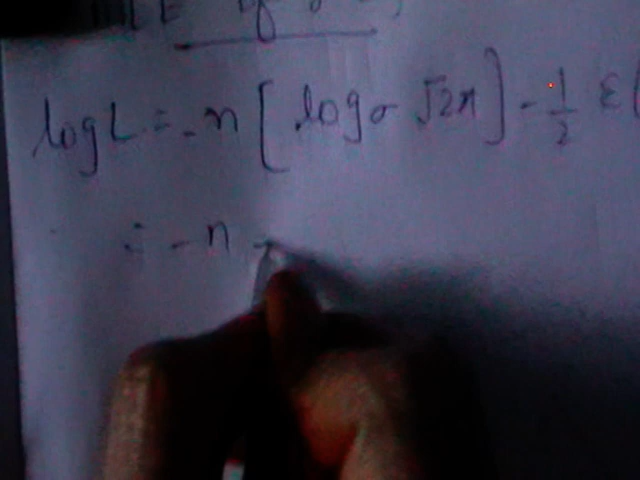 log L = -n [ log σ √2π ] - 1/2 Σ (
= -n